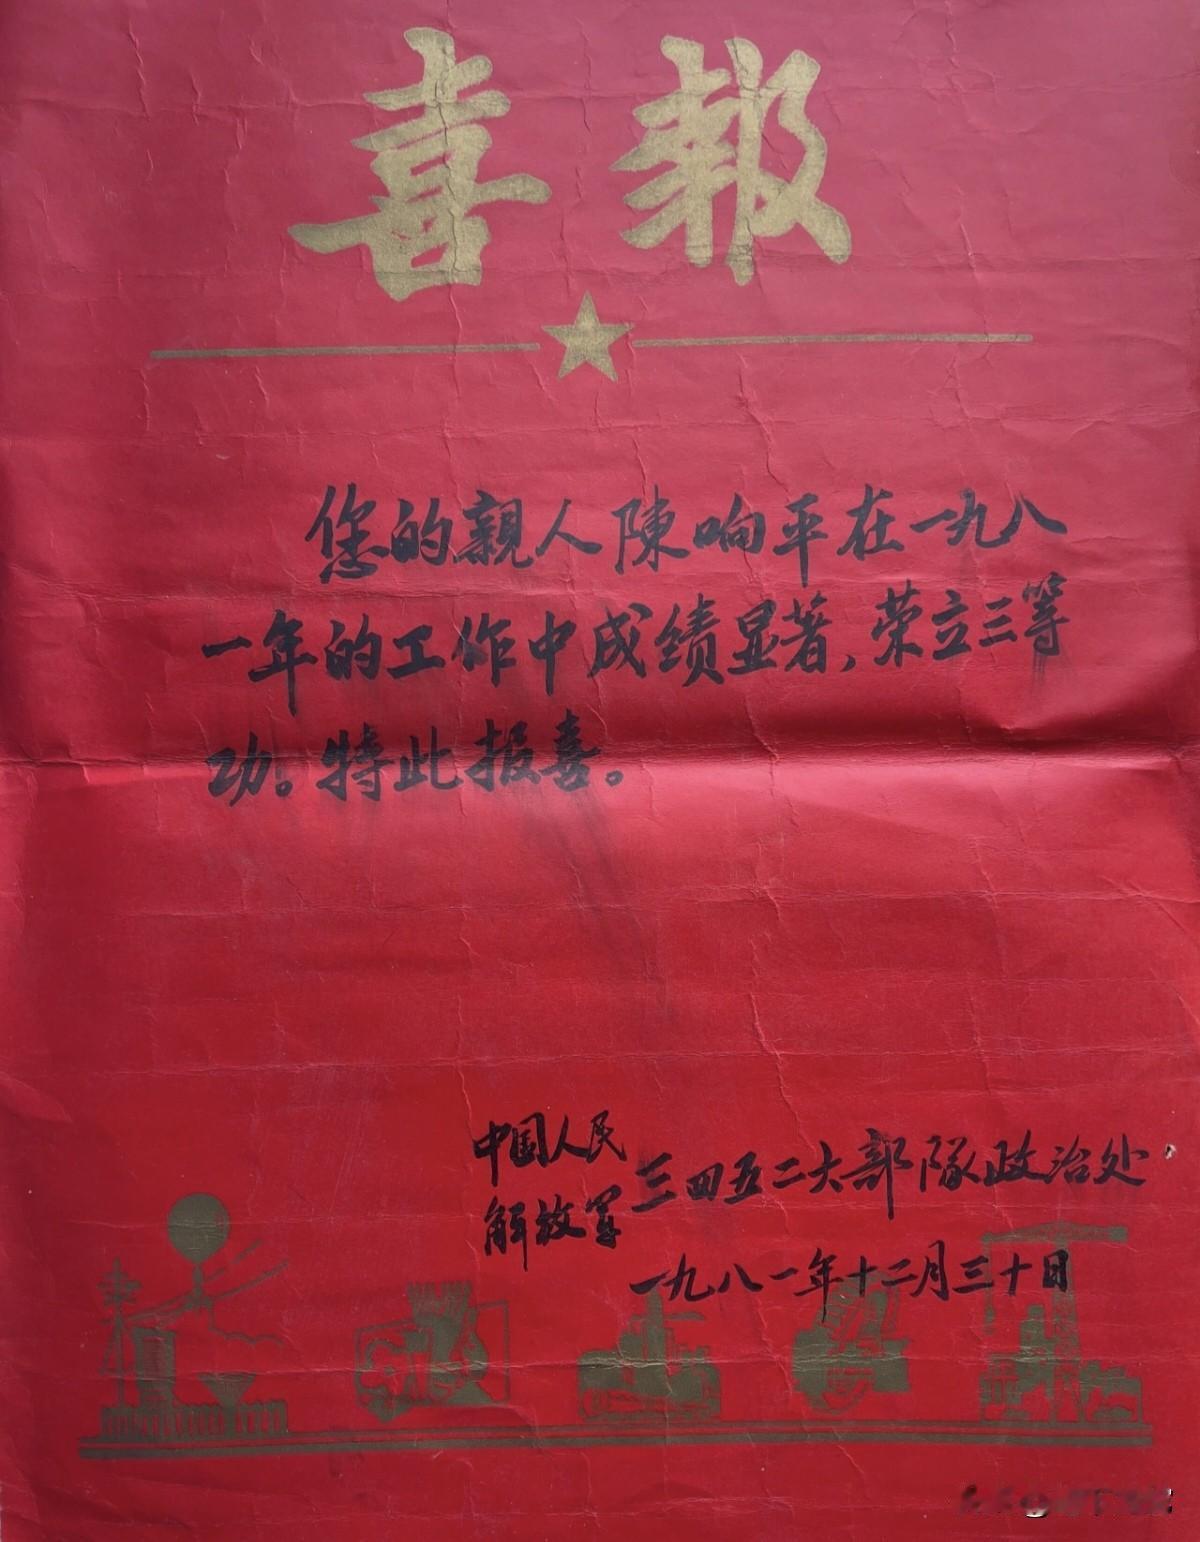 喜報
您的親人陳响平在一九八
一年的工作中成绩显著，荣立三等
功。特此报喜。
中国人民
解放军
三四五二大部隊政治处
一九八一年十二月三十日